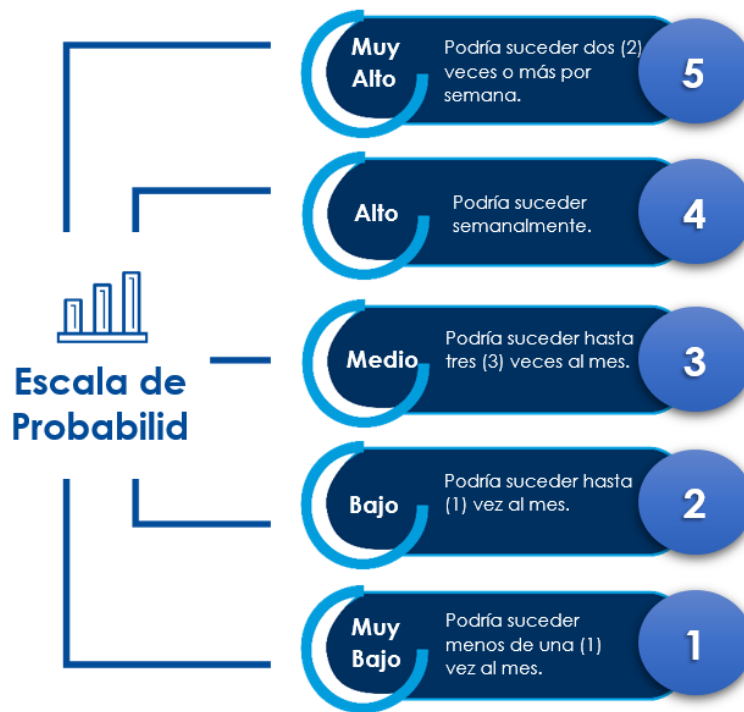 Muy
Alto
Podría suceder dos (2)
veces o más por
semana.
5
Alto
Podría suceder
semanalmente.
4
Escala de
Probabilid
Medio
Podría suceder hasta
tres (3) veces al mes.
3
Bajo
Podría suceder hasta
(1) vez al mes.
2
Muy
Bajo
Podría suceder
menos de una (1)
vez al mes.
1